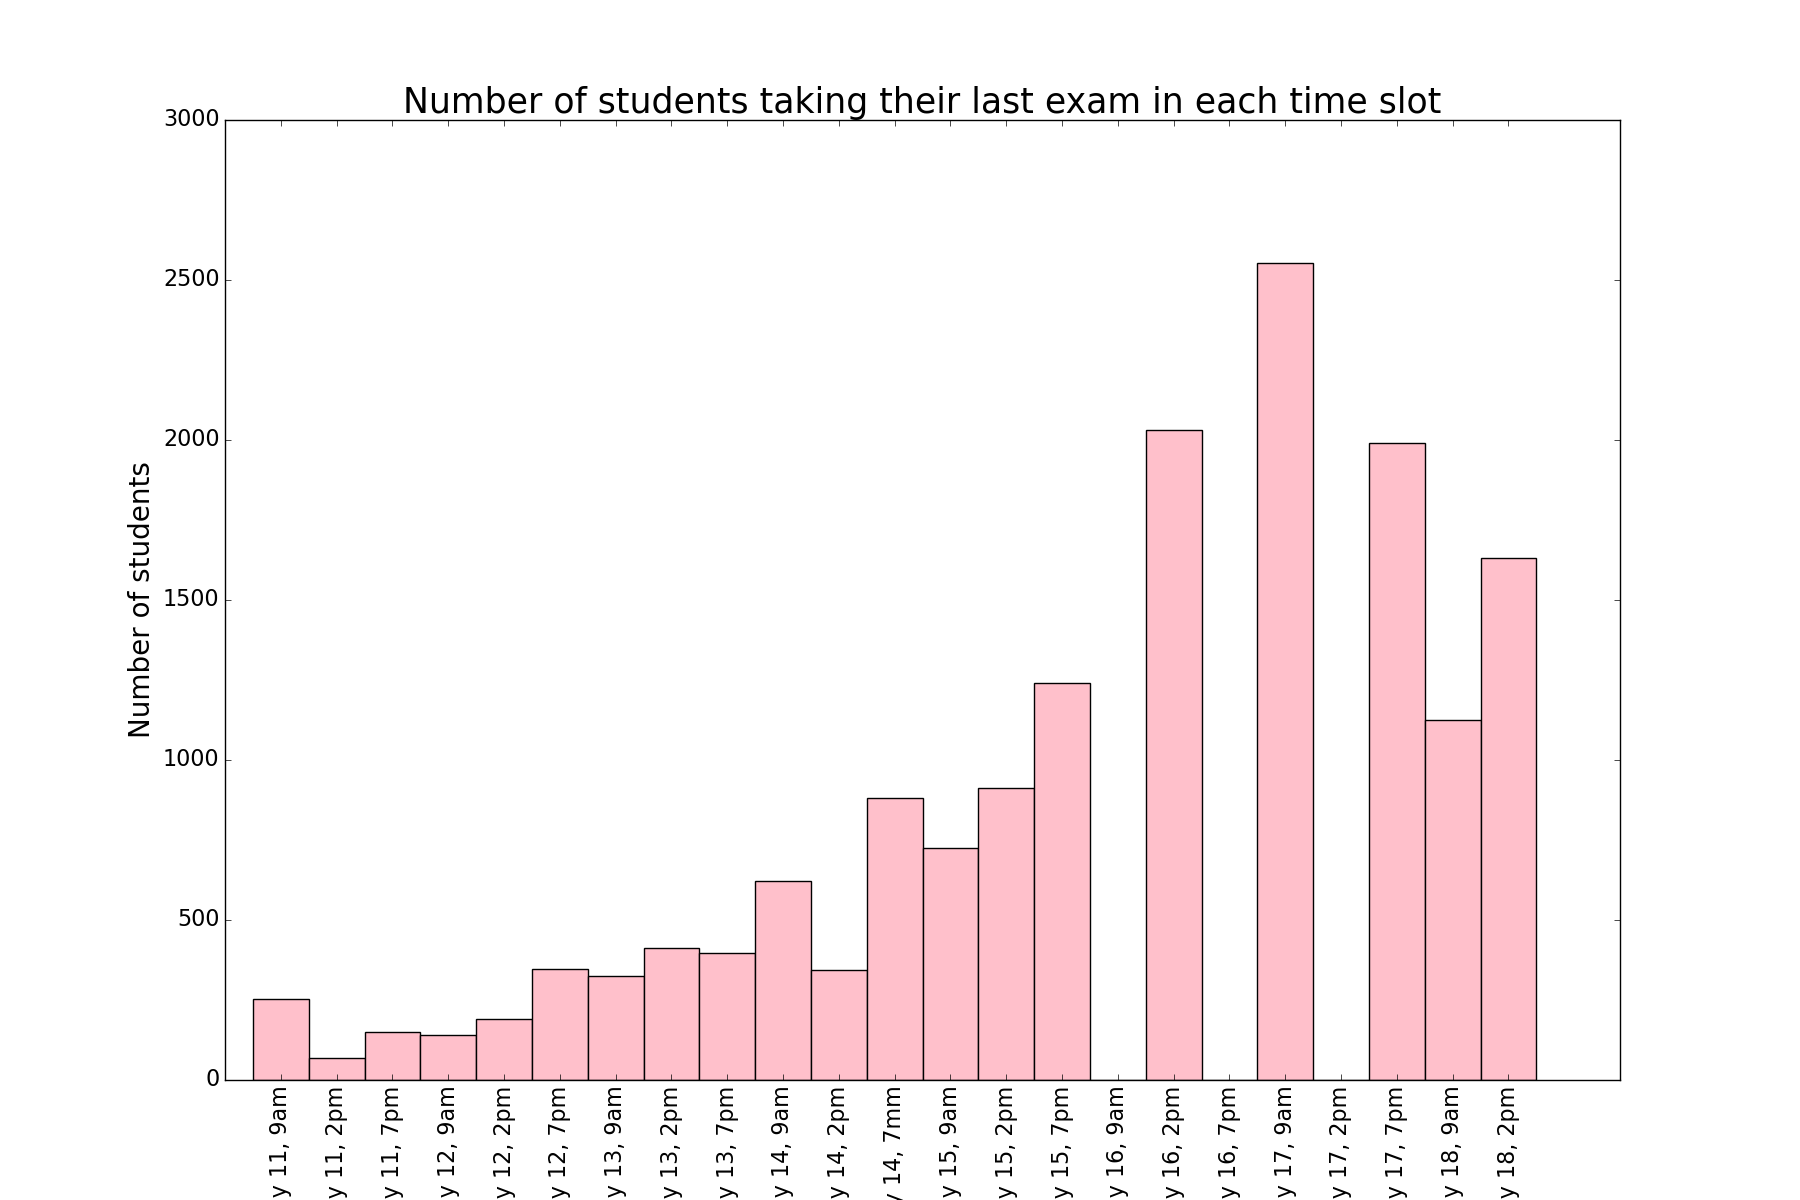 Number of students taking their last exam in each time slot
Number of students
3000
2500
2000
1500
1000
500
0
y 11, 9am
y 11, 2pm
y 11, 7pm
y 12, 9am
y 12, 2pm
y 12, 7pm
y 13, 9am
y 13, 2pm
y 13, 7pm
y 14, 9am
y 14, 2pm
y 14, 7mm
y 15, 9am
y 15, 2pm
y 15, 7pm
y 16, 9am
y 16, 2pm
y 16, 7pm
y 17, 9am
y 17, 2pm
y 17, 7pm
y 18, 9am
y 18, 2pm